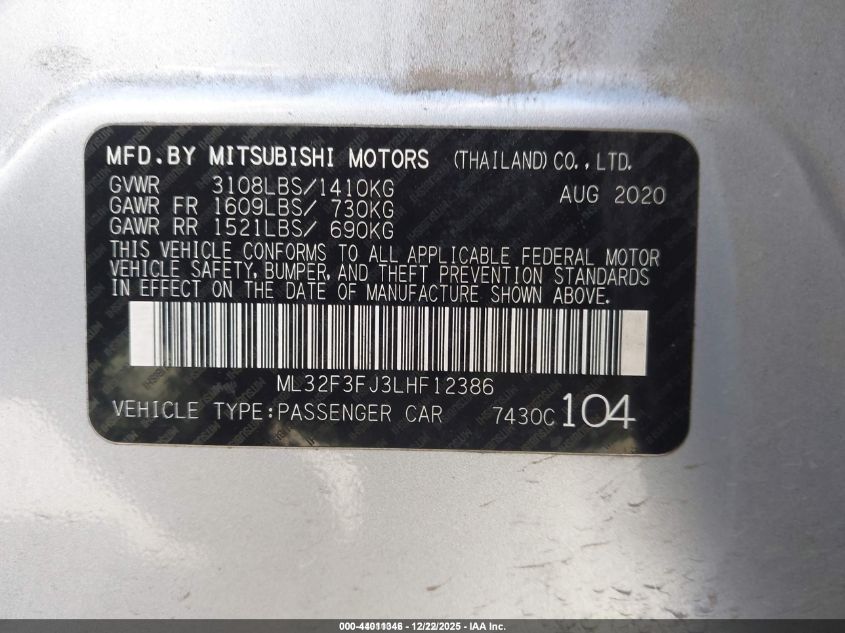 MFD.BY MITSUBISHI MOTORS (THAILAND) CO., LTD.
GVWR 3108LBS/1410KG AUG 2020
GAWR FR 1609LBS/ 730KG
GAWR RR 1521LBS/ 690KG
THIS VEHICLE CONFORMS TO ALL APPLICABLE FEDERAL MOTOR
VEHICLE SAFETY, BUMPER, AND THEFT PREVENTION STANDARDS
IN EFFECT ON THE DATE OF MANUFACTURE SHOWN ABOVE.
ML32F3FJ3LHF12386
VEHICLE TYPE:PASSENGER CAR 7430C 104
000-44011346 - 12/22/2025 - IAA Inc.